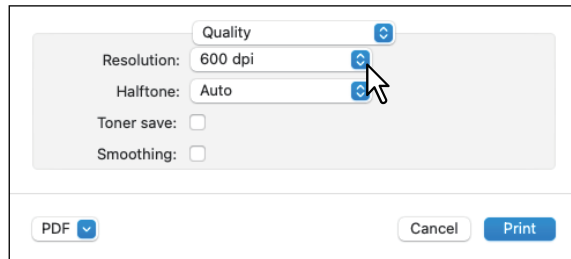 Quality
Resolution: 600 dpi
Halftone: Auto
Toner save:
Smoothing:
PDF Cancel Print